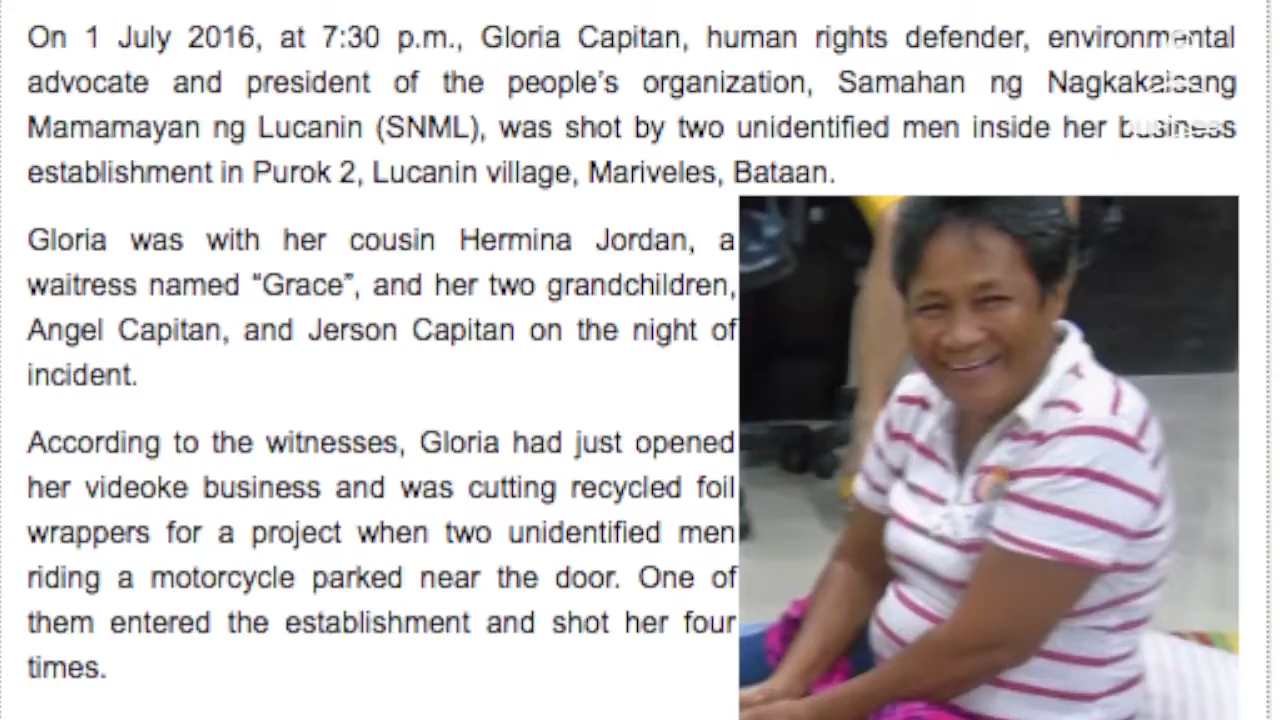 On 1 July 2016, at 7:30 p.m., Gloria Capitan, human rights defender, environmental
advocate and president of the people's organization, Samahan ng Nagkakaisang
Mamamayan ng Lucanin (SNML), was shot by two unidentified men inside her business
establishment in Purok 2, Lucanin village, Mariveles, Bataan.
Gloria was with her cousin Hermina Jordan, a
waitress named “Grace”, and her two grandchildren,
Angel Capitan, and Jerson Capitan on the night of
incident.
According to the witnesses, Gloria had just opened
her videoke business and was cutting recycled foil
wrappers for a project when two unidentified men
riding a motorcycle parked near the door. One of
them entered the establishment and shot her four
times.